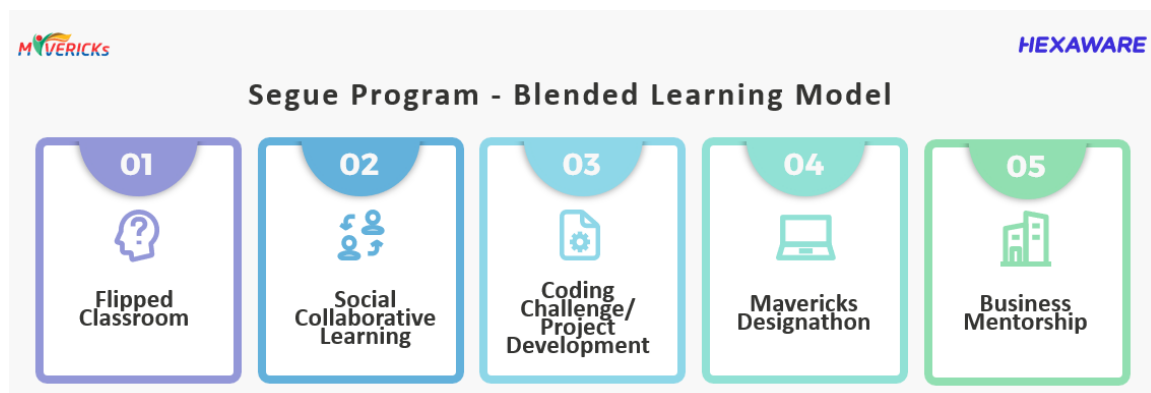 MAVERICKS
HEXAWARE
Segue Program - Blended Learning Model
01
Flipped
Classroom
02
Social
Collaborative
Learning
03
Coding
Challenge/
Project
Development
04
Mavericks
Designathon
05
Business
Mentorship